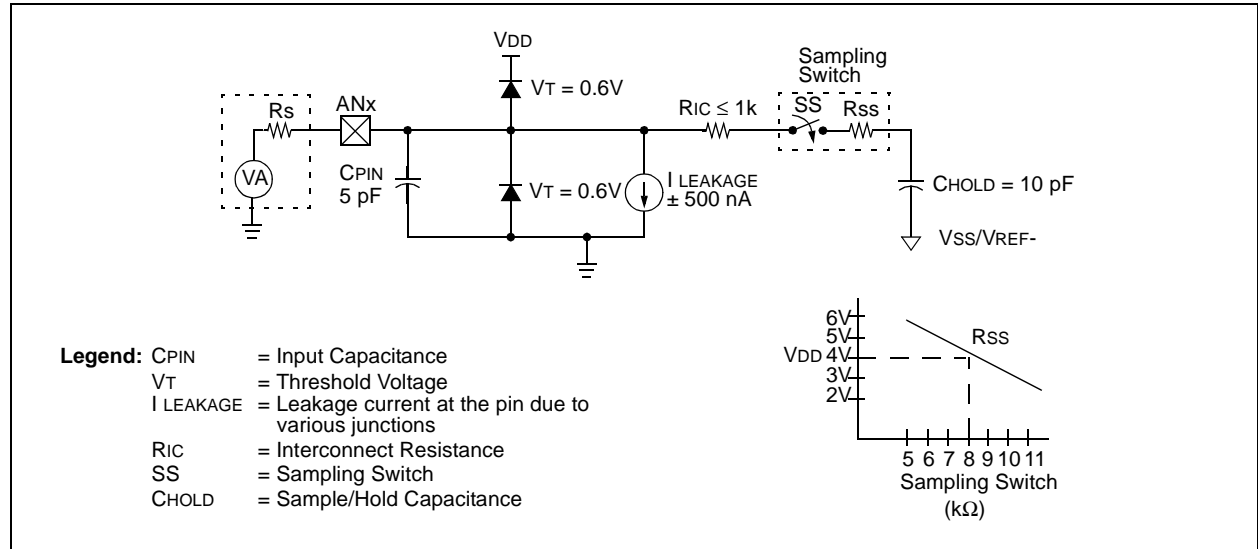 VDD
Sampling
Switch
VT = 0.6V
Rs
ANx
RIC ≤ 1k
SS
Rss
VA
CPIN
5 pF
VT = 0.6V
I LEAKAGE
± 500 nA
CHOLD = 10 pF
VSS/VREF-
6V
5V
VDD 4V
3V
2V
RSS
5 6 7 8 9 10 11
Sampling Switch
(kΩ)
Legend: CPIN = Input Capacitance
VT = Threshold Voltage
I LEAKAGE = Leakage current at the pin due to
various junctions
RIC = Interconnect Resistance
SS = Sampling Switch
CHOLD = Sample/Hold Capacitance